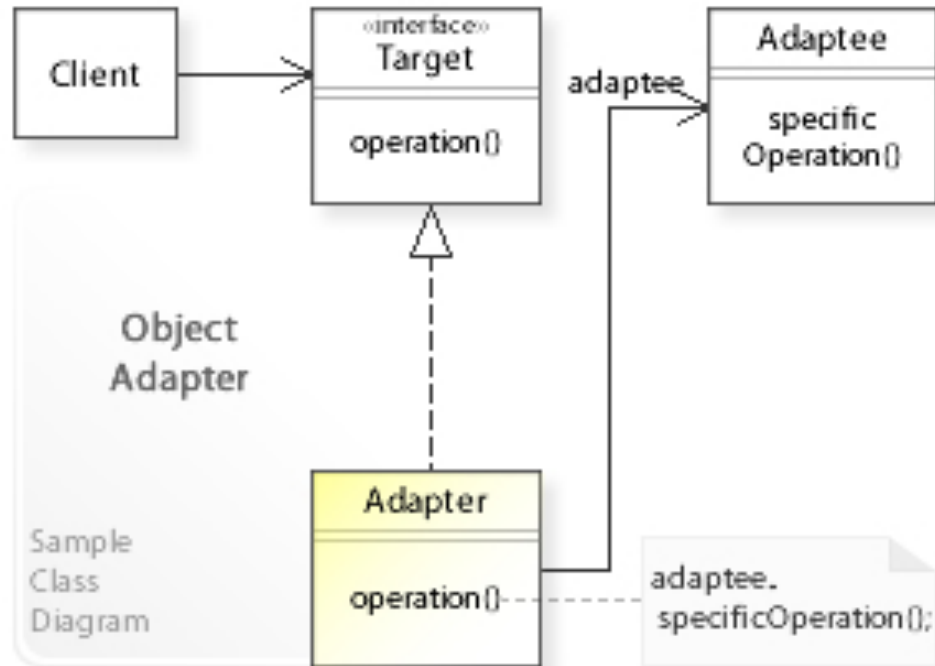 Client
«interface»
Target
operation()
adaptee
Adaptee
specific
Operation()
Object
Adapter
Adapter
operation()
adaptee.
specificOperation();
Sample
Class
Diagram